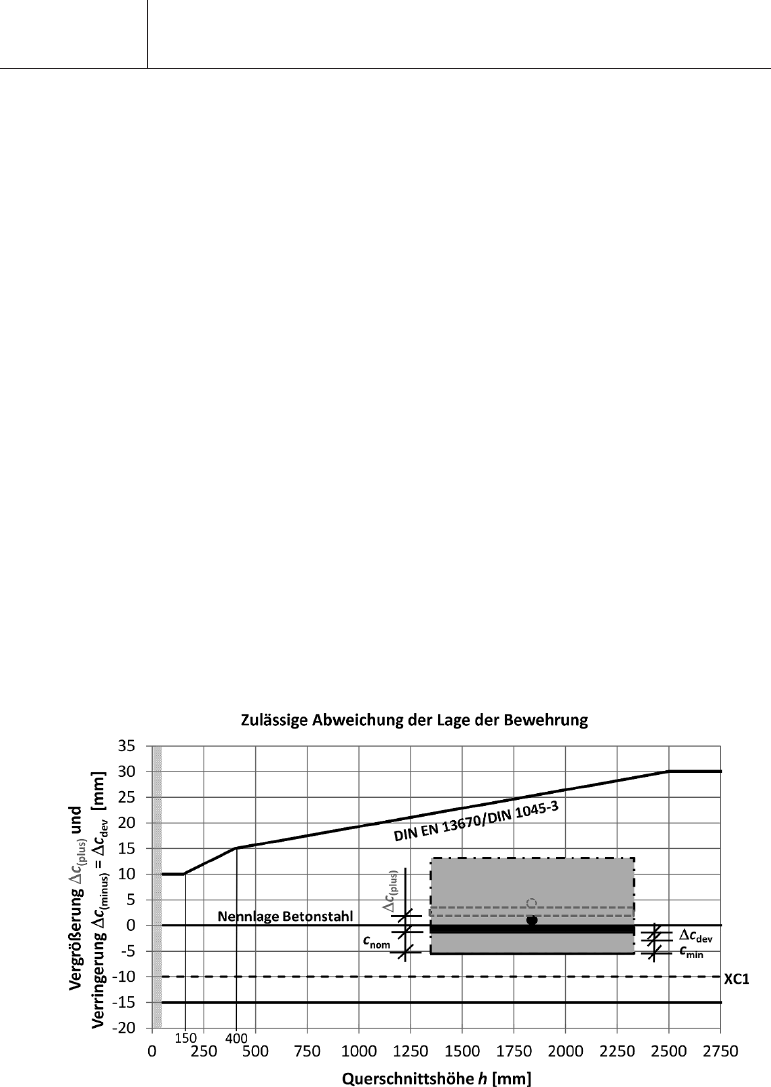 Zulässige Abweichung der Lage der Bewehrung
Vergrößerung Δc(plus) und
Verringerung Δc(minus) = Δcdev [mm]
35
30
25
20
15
10
5
0
-5
-10
-15
-20
DIN EN 13670/DIN 1045-3
Nennlage Betonstahl
Δc(plus)
cnom
Δcdev
cmin
XC1
150
400
0
250
500
750
1000
1250
1500
1750
2000
2250
2500
2750
Querschnittshöhe h [mm]